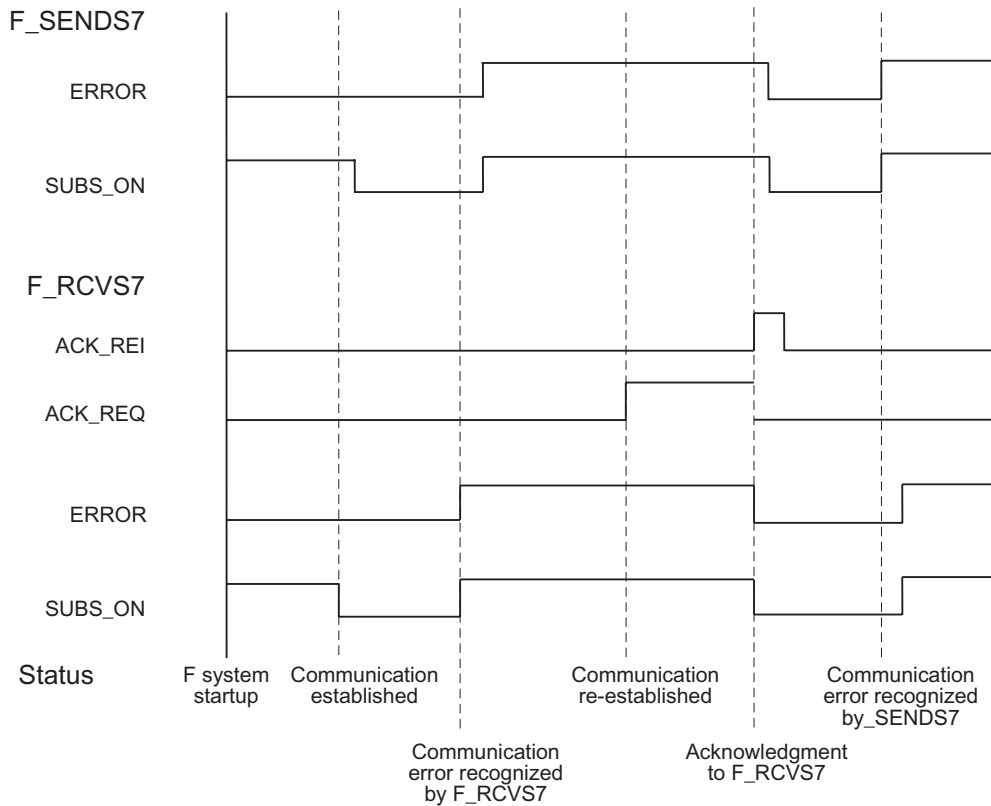 F_SENDS7
ERROR
SUBS_ON
F_RCVS7
ACK_REI
ACK_REQ
ERROR
SUBS_ON
Status
F system
startup
Communication
established
Communication
error recognized
by F_RCVS7
Communication
re-established
Acknowledgment
to F_RCVS7
Communication
error recognized
by_SENDS7